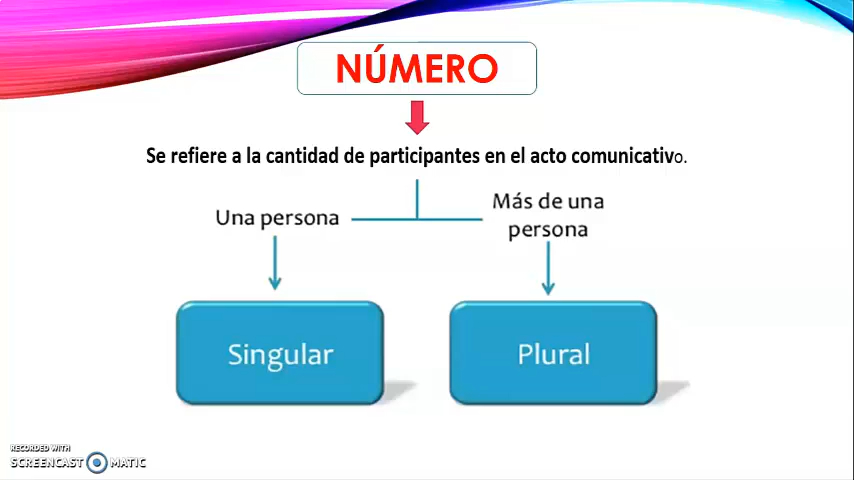 NÚMERO
Se refiere a la cantidad de participantes en el acto comunicativo.
Una persona
Más de una
persona
Singular
Plural
RECORDED WITH
SCREENCAST MATIC